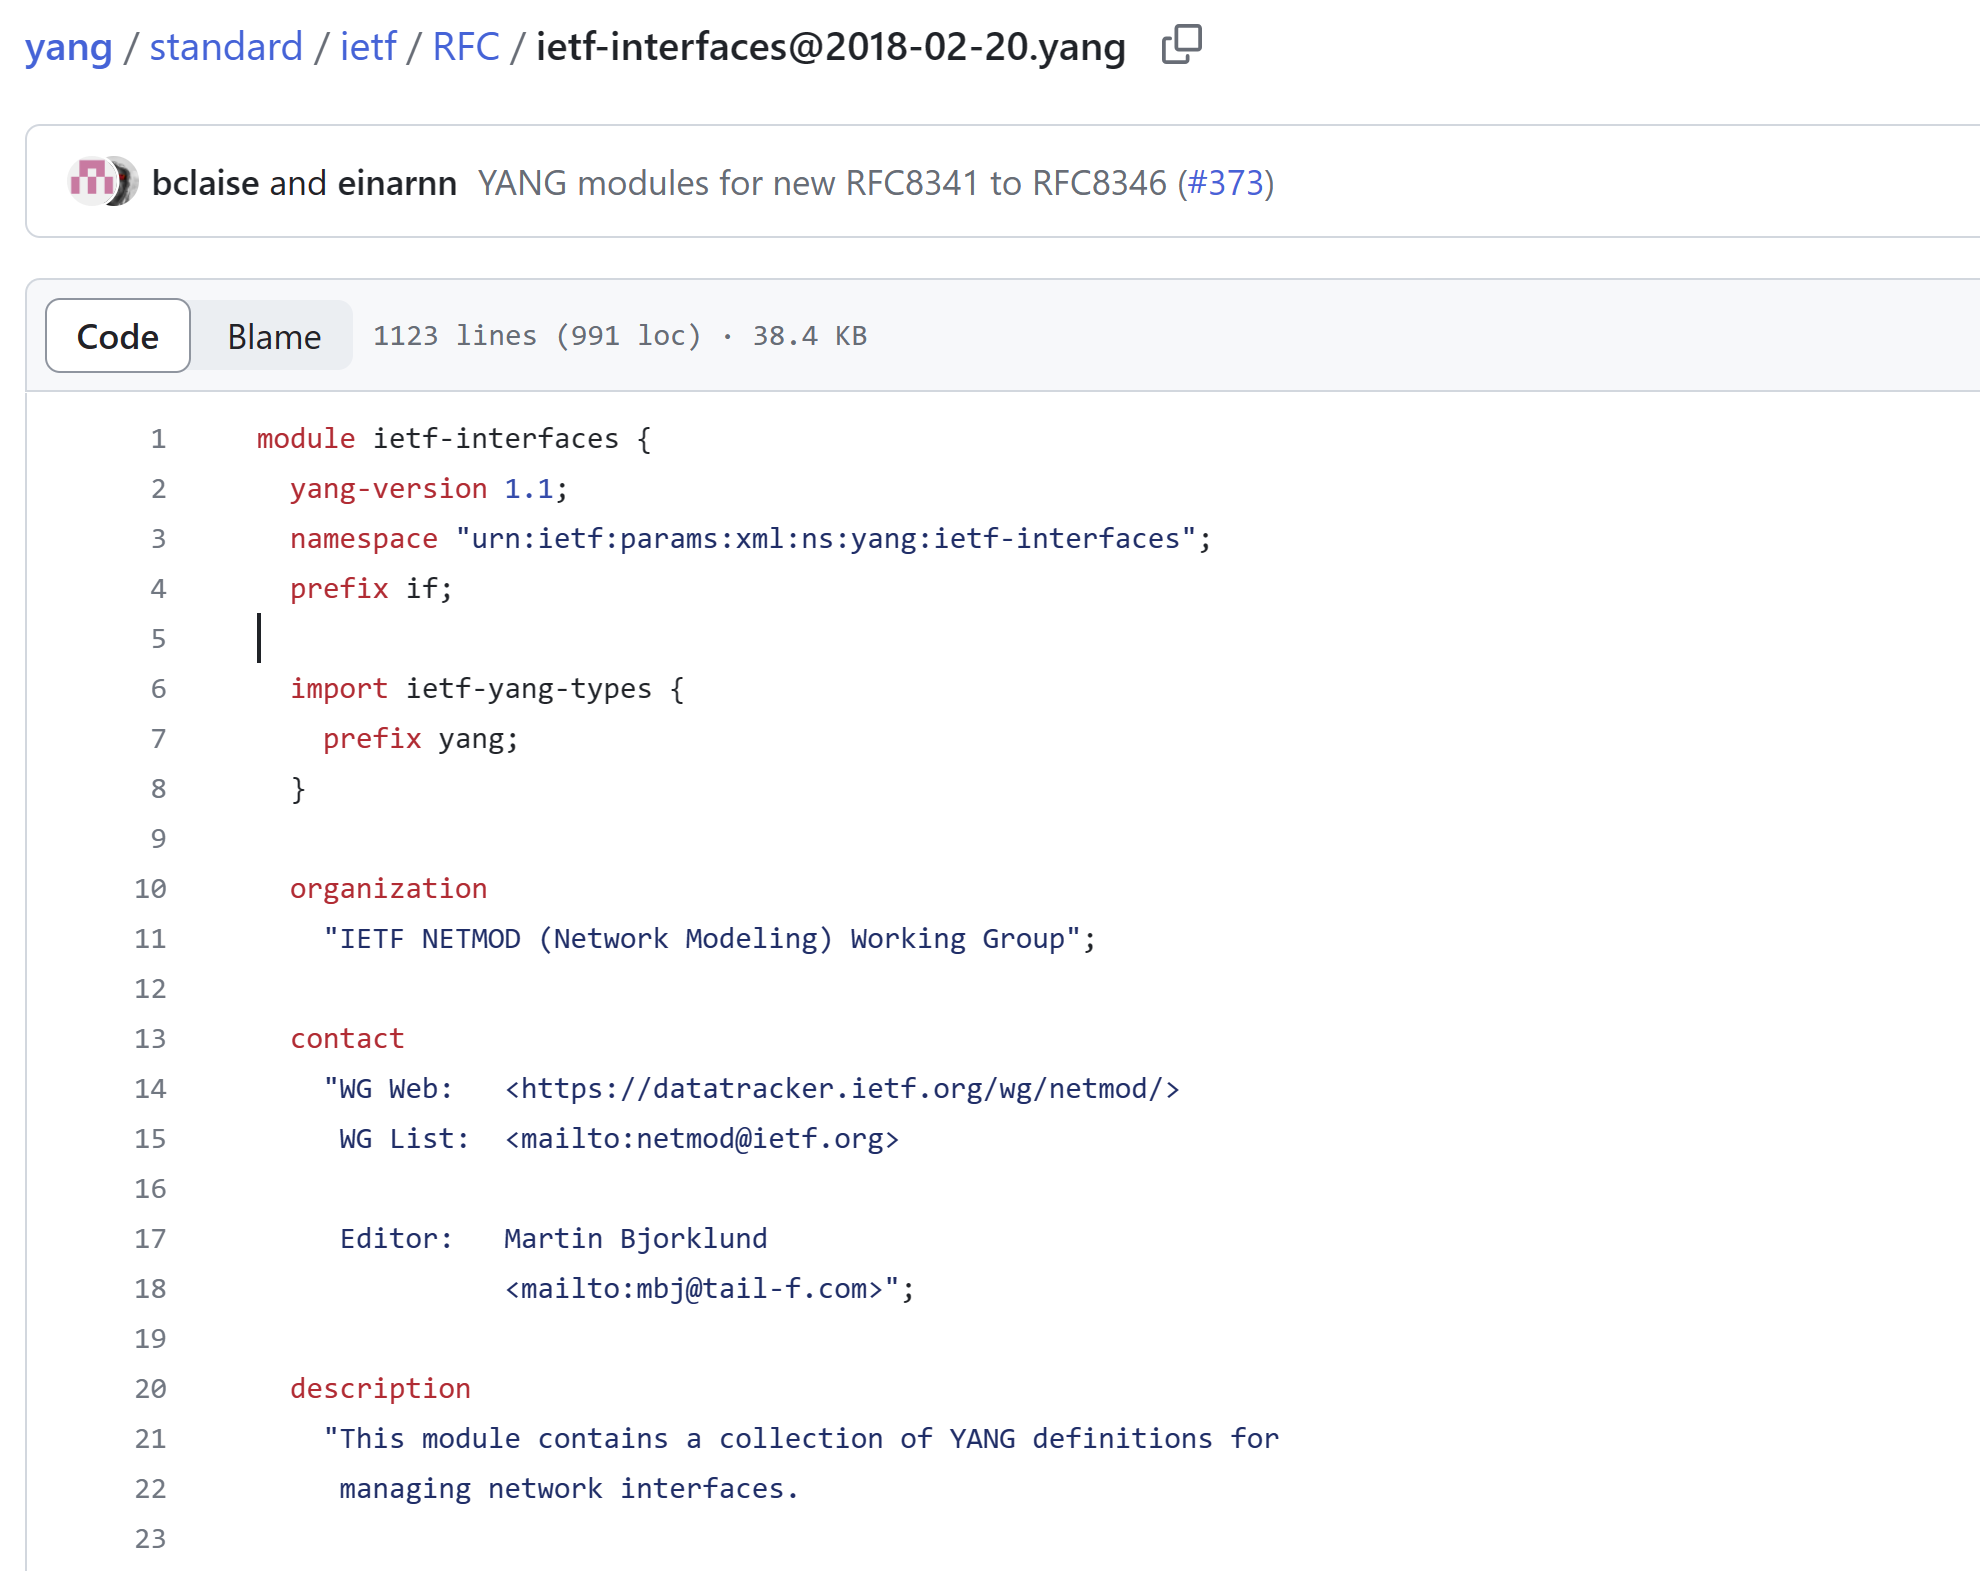 yang / standard / ietf / RFC / ietf-interfaces@2018-02-20.yang
bclaise and einarnn YANG modules for new RFC8341 to RFC8346 (#373)
Code Blame 1123 lines (991 loc) · 38.4 KB
1 module ietf-interfaces {
2   yang-version 1.1;
3   namespace "urn:ietf:params:xml:ns:yang:ietf-interfaces";
4   prefix if;
5
6   import ietf-yang-types {
7     prefix yang;
8   }
9
10   organization
11     "IETF NETMOD (Network Modeling) Working Group";
12
13   contact
14     "WG Web:   <https://datatracker.ietf.org/wg/netmod/>
15      WG List:  <mailto:netmod@ietf.org>
16
17      Editor:   Martin Bjorklund
18                <mailto:mbj@tail-f.com>";
19
20   description
21     "This module contains a collection of YANG definitions for
22      managing network interfaces.
23